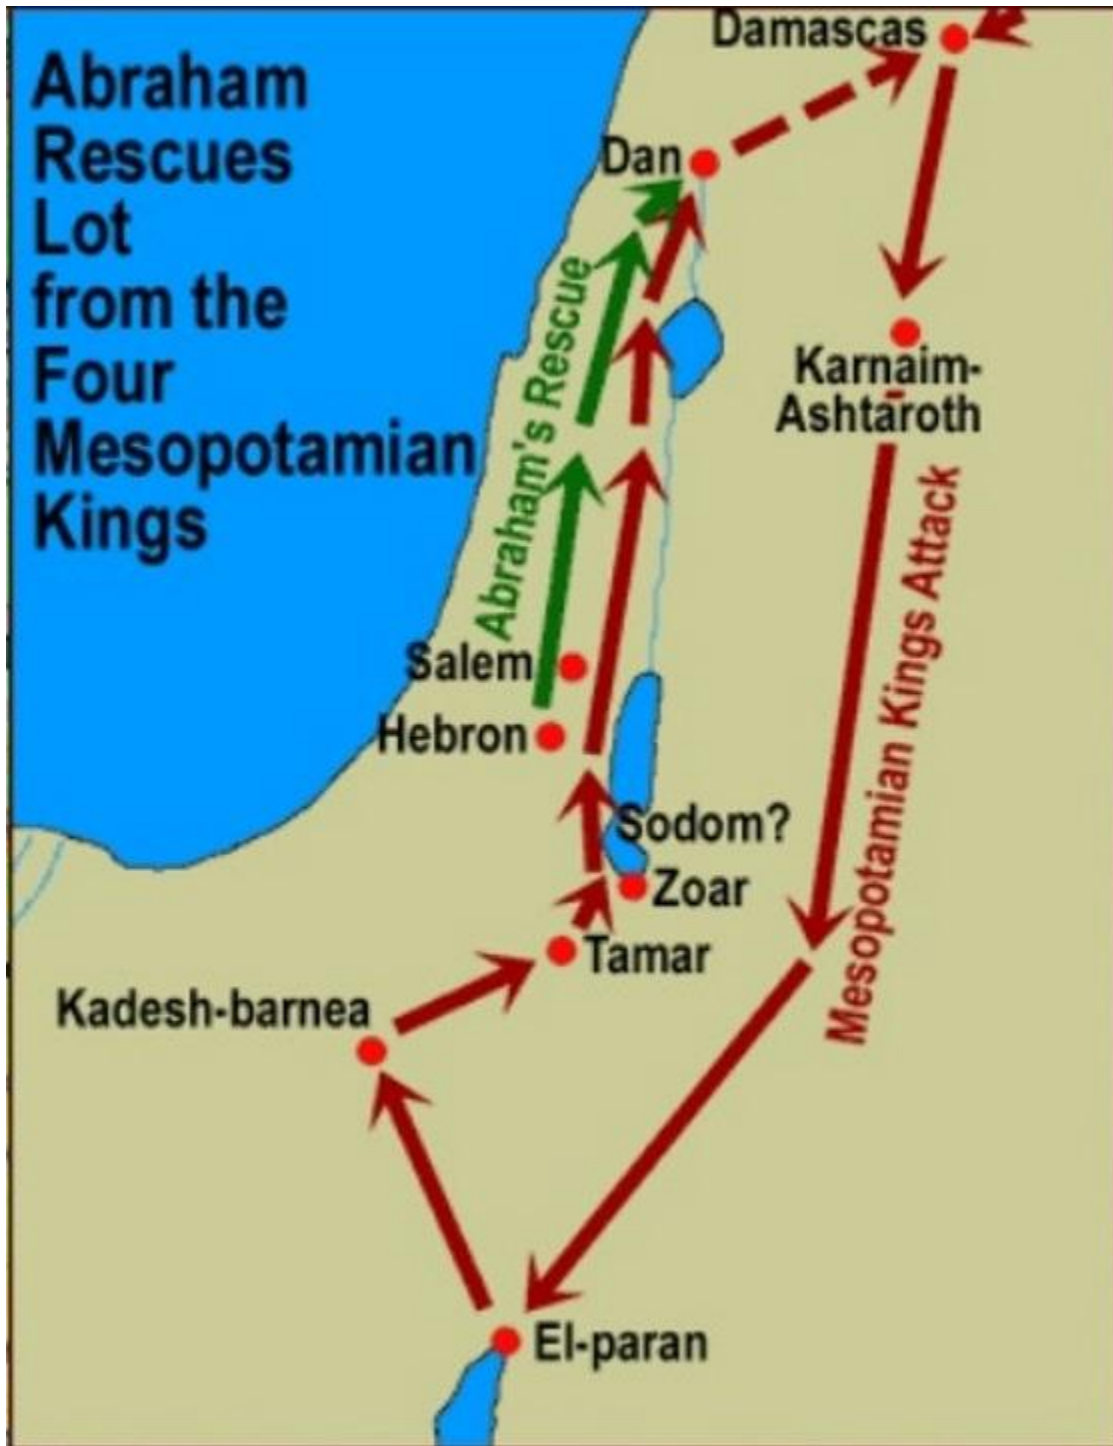 Abraham
Rescues
Lot
from the
Four
Mesopotamian
Kings
Damascas
Dan
Karnaim-
Ashtaroth
Abraham's Rescue
Mesopotamian Kings Attack
Salem
Hebron
Sodom?
Zoar
Tamar
Kadesh-barnea
El-paran